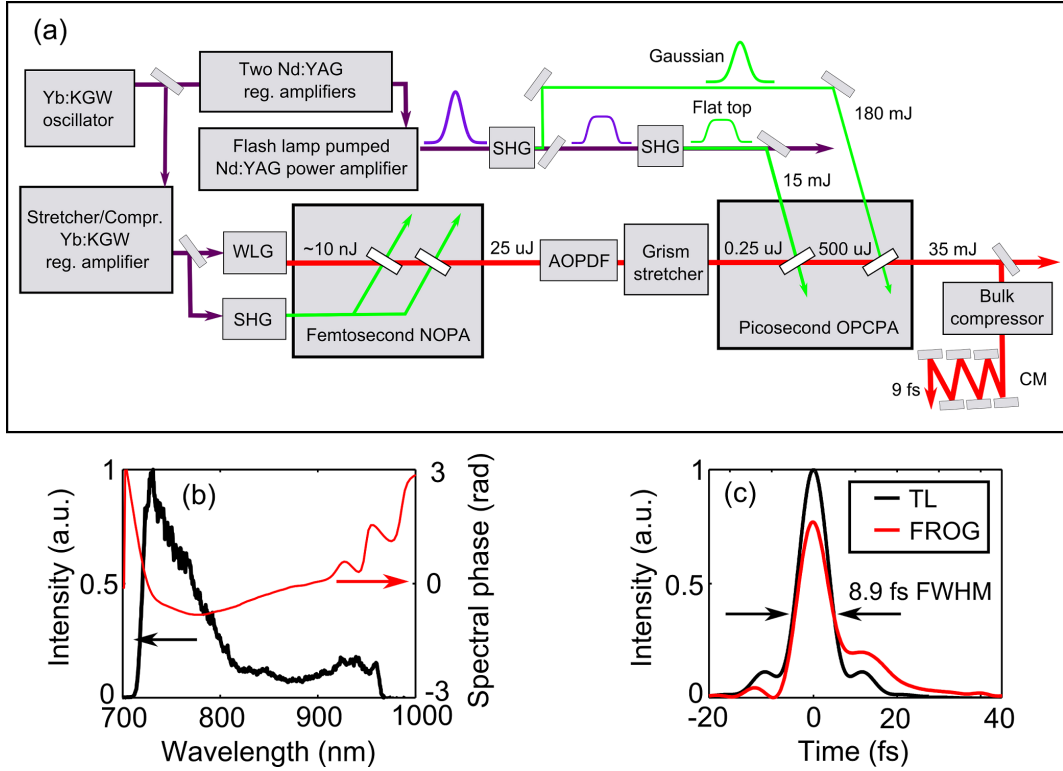 (a)
Yb:KGW
oscillator
Two Nd:YAG
reg. amplifiers
Flash lamp pumped
Nd:YAG power amplifier
SHG
Gaussian
Flat top
SHG
180 mJ
15 mJ
Stretcher/Compr.
Yb:KGW
reg. amplifier
WLG
SHG
~10 nJ
Femtosecond NOPA
25 uJ
AOPDF
Grism
stretcher
0.25 uJ
500 uJ
Picosecond OPCPA
35 mJ
Bulk
compressor
CM
9 fs
(b)
Intensity (a.u.)
1
0.5
0
700
800
900
1000
Wavelength (nm)
3
0
-3
Spectral phase (rad)
(c)
Intensity (a.u.)
1
0.5
0
-20
0
20
40
Time (fs)
TL
FROG
8.9 fs FWHM